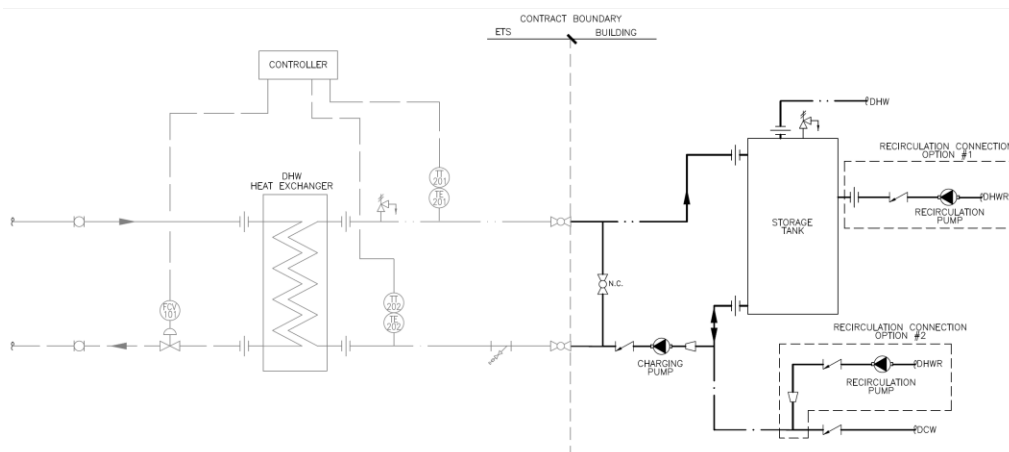 CONTRACT BOUNDARY
ETS
BUILDING
CONTROLLER
DHW
RECIRCULATION CONNECTION
OPTION #1
DHW
HEAT EXCHANGER
TT
201
TE
201
STORAGE
TANK
DHWR
RECIRCULATION
PUMP
N.C.
FCV
101
TT
202
TE
202
RECIRCULATION CONNECTION
OPTION #2
CHARGING
PUMP
DHWR
RECIRCULATION
PUMP
DCW